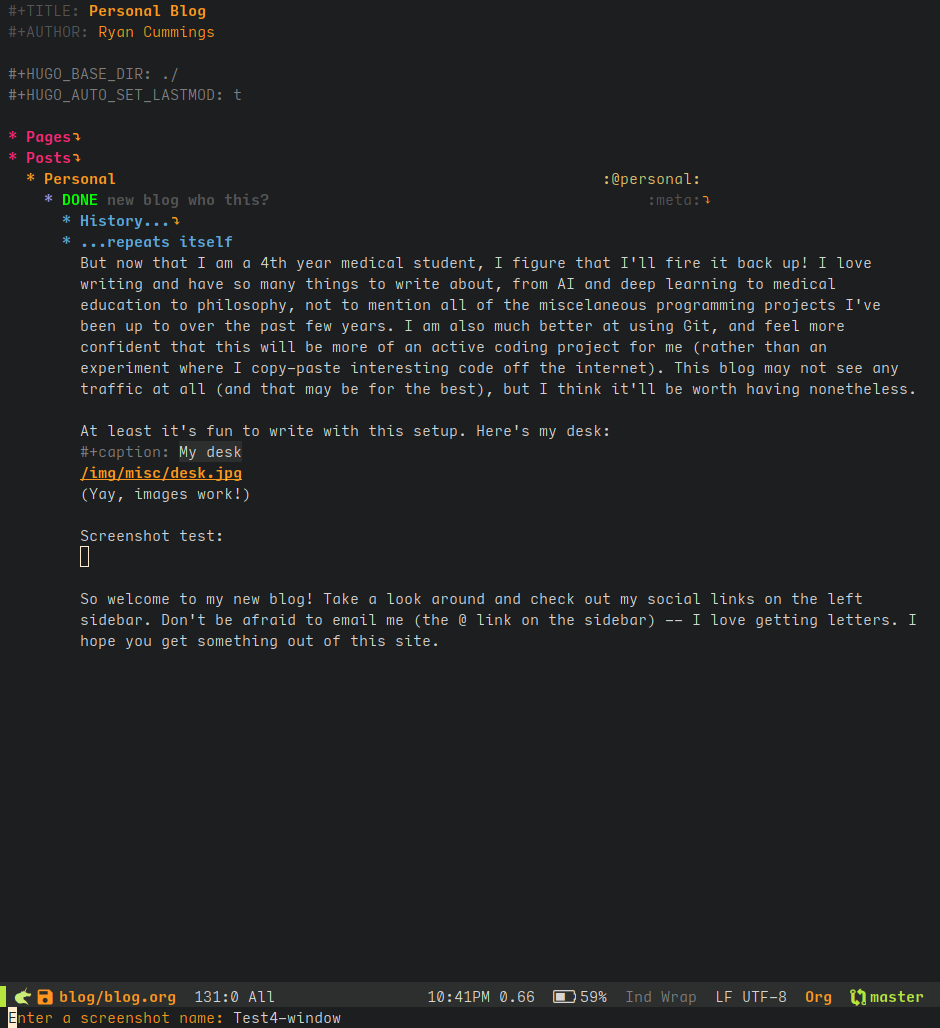 #+TITLE: Personal Blog
#+AUTHOR: Ryan Cummings
#+HUGO_BASE_DIR: ./
#+HUGO_AUTO_SET_LASTMOD: t
* Pages
* Posts
* Personal :@personal:
* DONE new blog who this? :meta:
* History...
* ...repeats itself
But now that I am a 4th year medical student, I figure that I'll fire it back up! I love
writing and have so many things to write about, from AI and deep learning to medical
education to philosophy, not to mention all of the miscelaneous programming projects I've
been up to over the past few years. I am also much better at using Git, and feel more
confident that this will be more of an active coding project for me (rather than an
experiment where I copy-paste interesting code off the internet). This blog may not see any
traffic at all (and that may be for the best), but I think it'll be worth having nonetheless.
At least it's fun to write with this setup. Here's my desk:
#+caption: My desk
/img/misc/desk.jpg
(Yay, images work!)
Screenshot test:
So welcome to my new blog! Take a look around and check out my social links on the left
sidebar. Don't be afraid to email me (the @ link on the sidebar) -- I love getting letters. I
hope you get something out of this site.
blog/blog.org 131:0 All 10:41PM 0.66 59% Ind Wrap LF UTF-8 Org master
Enter a screenshot name: Test4-window